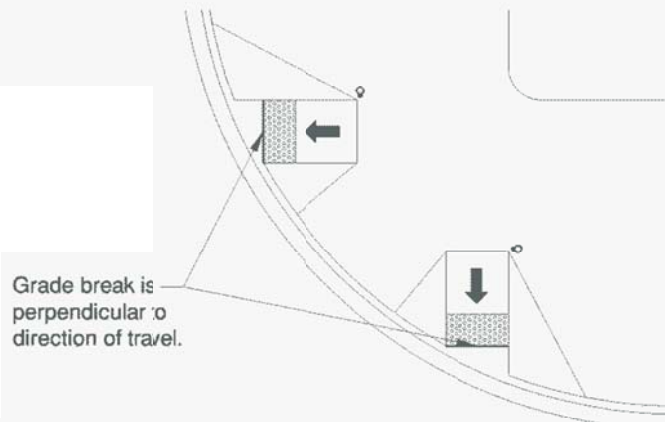 Grade break is
perpendicular to
direction of travel.